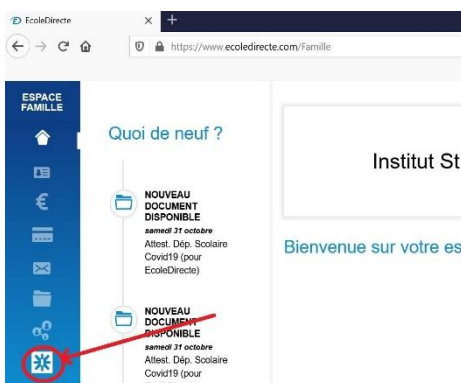 EcoleDirecte
https://www.ecoledirecte.com/Famille
ESPACE
FAMILLE
Quoi de neuf ?
NOUVEAU
DOCUMENT
DISPONIBLE
samedi 31 octobre
Attest. Dép. Scolaire
Covid19 (pour
EcoleDirecte)
Institut St
Bienvenue sur votre es
NOUVEAU
DOCUMENT
DISPONIBLE
samedi 31 octobre
Attest. Dép. Scolaire
Covid19 (pour